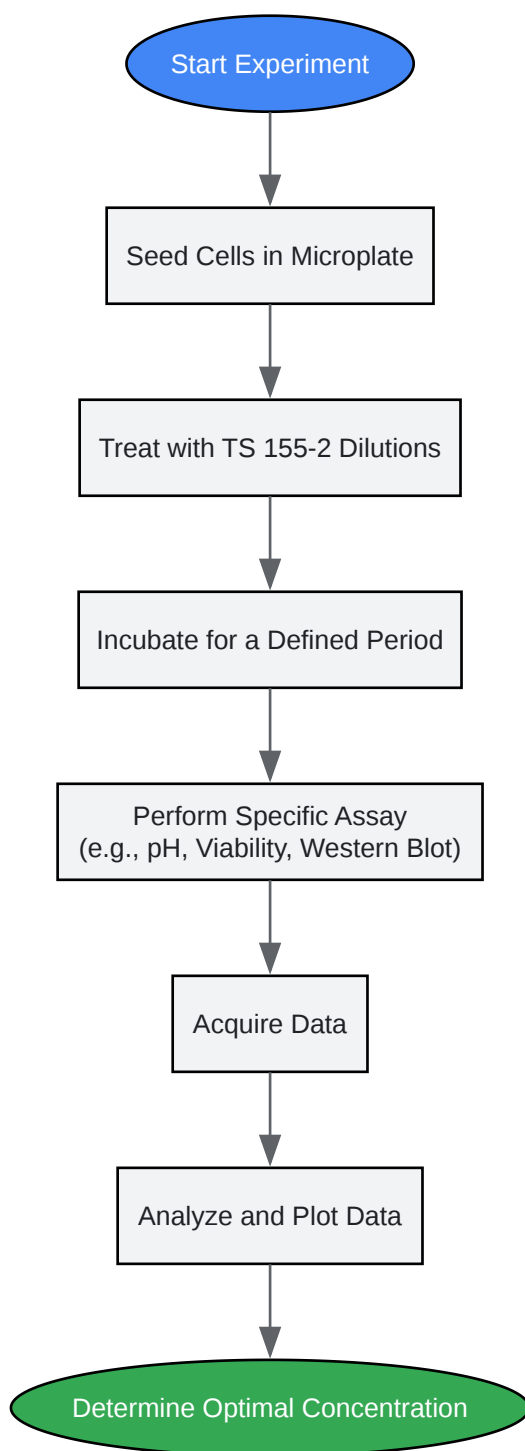 Start Experiment
Seed Cells in Microplate
Treat with TS 155-2 Dilutions
Incubate for a Defined Period
Perform Specific Assay
(e.g., pH, Viability, Western Blot)
Acquire Data
Analyze and Plot Data
Determine Optimal Concentration